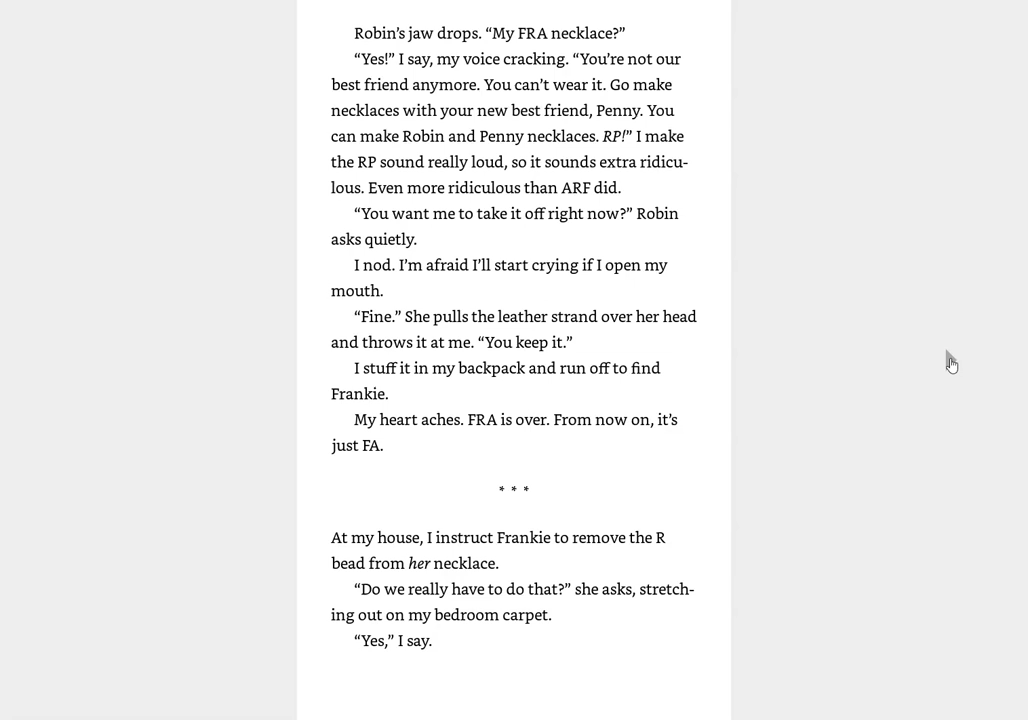 Robin’s jaw drops. “My FRA necklace?”
“Yes!” I say, my voice cracking. “You’re not our
best friend anymore. You can’t wear it. Go make
necklaces with your new best friend, Penny. You
can make Robin and Penny necklaces. RP!” I make
the RP sound really loud, so it sounds extra ridicu-
lous. Even more ridiculous than ARF did.
“You want me to take it off right now?” Robin
asks quietly.
I nod. I’m afraid I’ll start crying if I open my
mouth.
“Fine.” She pulls the leather strand over her head
and throws it at me. “You keep it.”
I stuff it in my backpack and run off to find
Frankie.
My heart aches. FRA is over. From now on, it’s
just FA.
* * *
At my house, I instruct Frankie to remove the R
bead from her necklace.
“Do we really have to do that?” she asks, stretch-
ing out on my bedroom carpet.
“Yes,” I say.